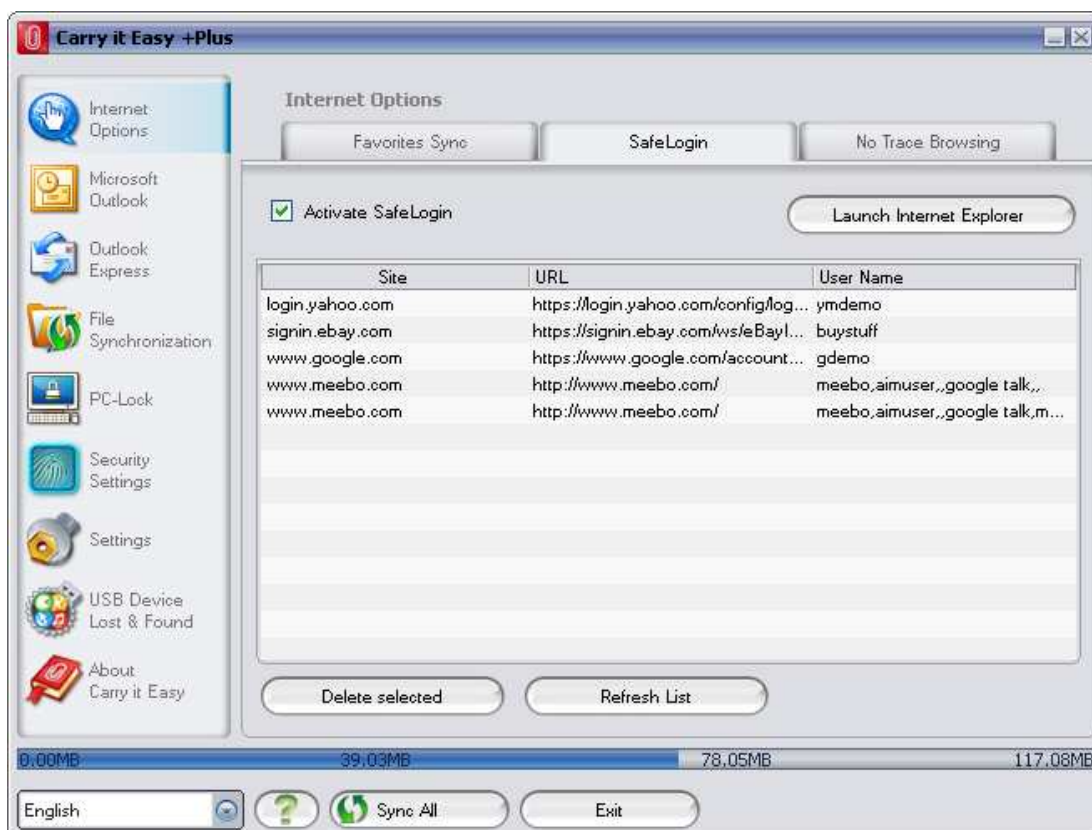 Carry it Easy +Plus
Internet
Options
Microsoft
Outlook
Outlook
Express
File
Synchronization
PC-Lock
Security
Settings
Settings
USB Device
Lost & Found
About
Carry it Easy
Internet Options
Favorites Sync SafeLogin No Trace Browsing
Activate SafeLogin Launch Internet Explorer
Site URL User Name
login.yahoo.com https://login.yahoo.com/config/log... ymdemo
signin.ebay.com https://signin.ebay.com/ws/eBayI... buystuff
www.google.com https://www.google.com/account... gdemo
www.meebo.com http://www.meebo.com/ meebo,aimuser,,google talk,,
www.meebo.com http://www.meebo.com/ meebo,aimuser,,google talk,m...
Delete selected Refresh List
0.00MB 39.03MB 78.05MB 117.08MB
English ? Sync All Exit